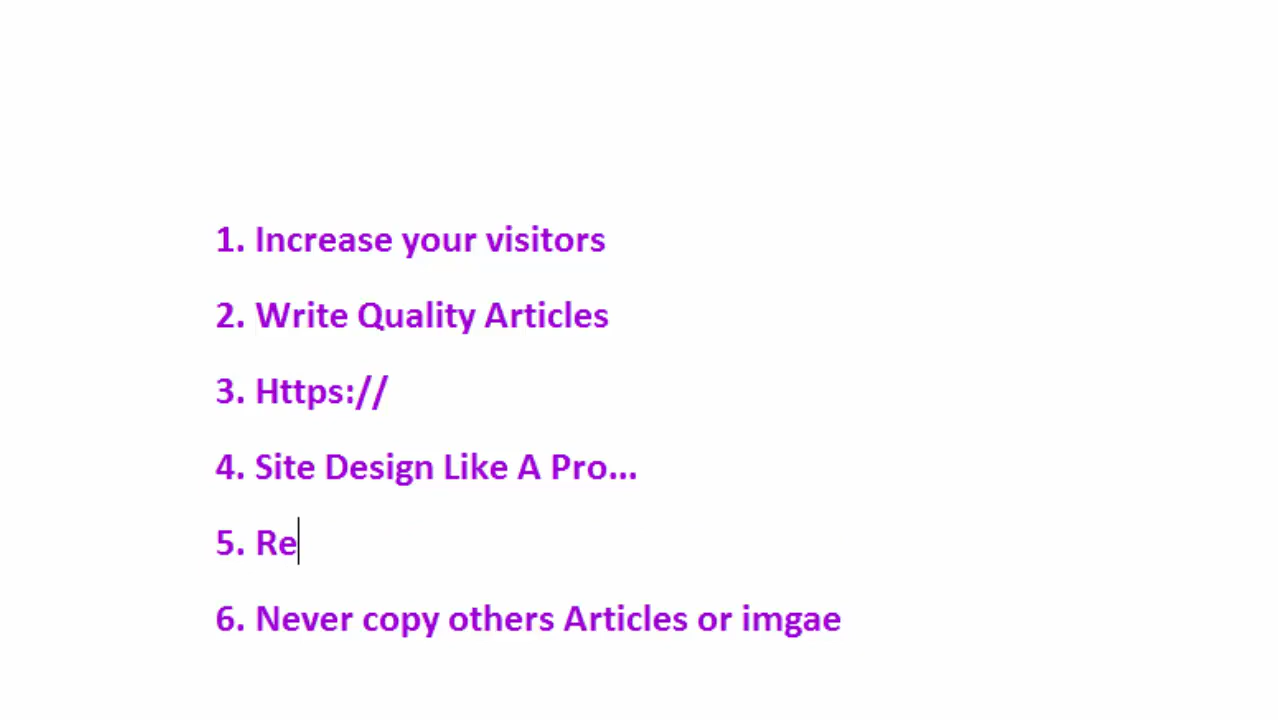 1. Increase your visitors
2. Write Quality Articles
3. Https://
4. Site Design Like A Pro...
5. Re
6. Never copy others Articles or imgae